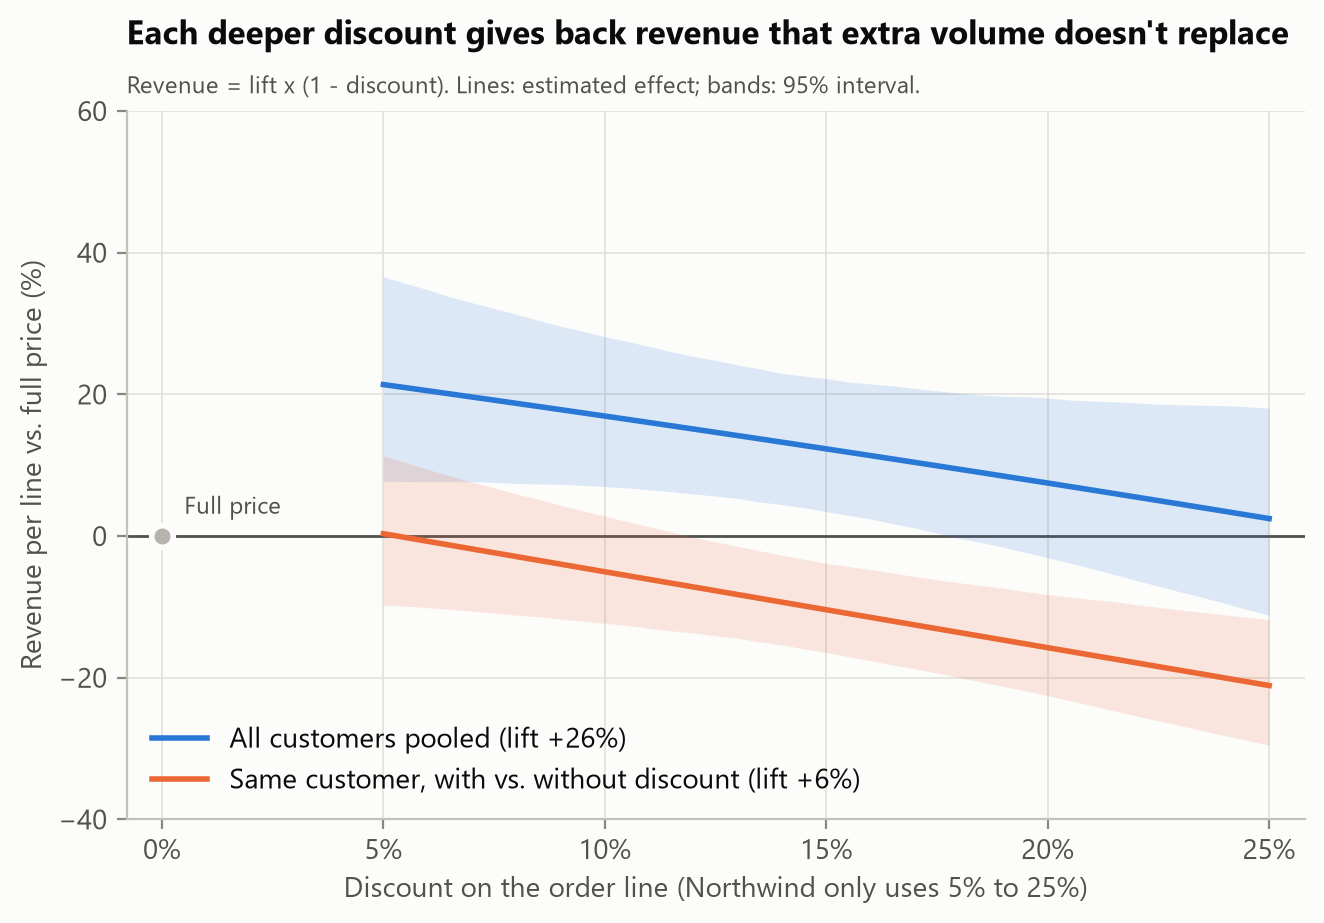 Each deeper discount gives back revenue that extra volume doesn't replace
Revenue = lift x (1 - discount). Lines: estimated effect; bands: 95% interval.
60
40
20
0
−20
−40
Revenue per line vs. full price (%)
Full price
All customers pooled (lift +26%)
Same customer, with vs. without discount (lift +6%)
0%
5%
10%
15%
20%
25%
Discount on the order line (Northwind only uses 5% to 25%)